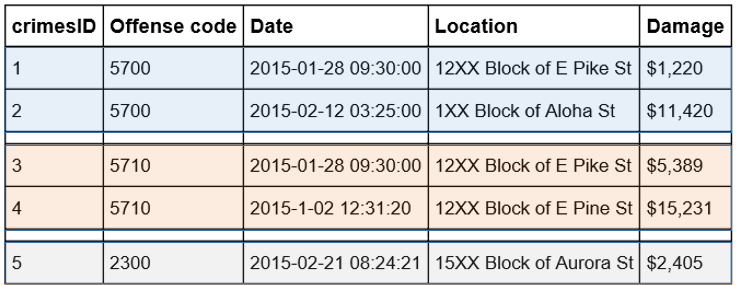 crimesID Offense code Date Location Damage
1 5700 2015-01-28 09:30:00 12XX Block of E Pike St $1,220
2 5700 2015-02-12 03:25:00 1XX Block of Aloha St $11,420
3 5710 2015-01-28 09:30:00 12XX Block of E Pike St $5,389
4 5710 2015-1-02 12:31:20 12XX Block of E Pine St $15,231
5 2300 2015-02-21 08:24:21 15XX Block of Aurora St $2,405